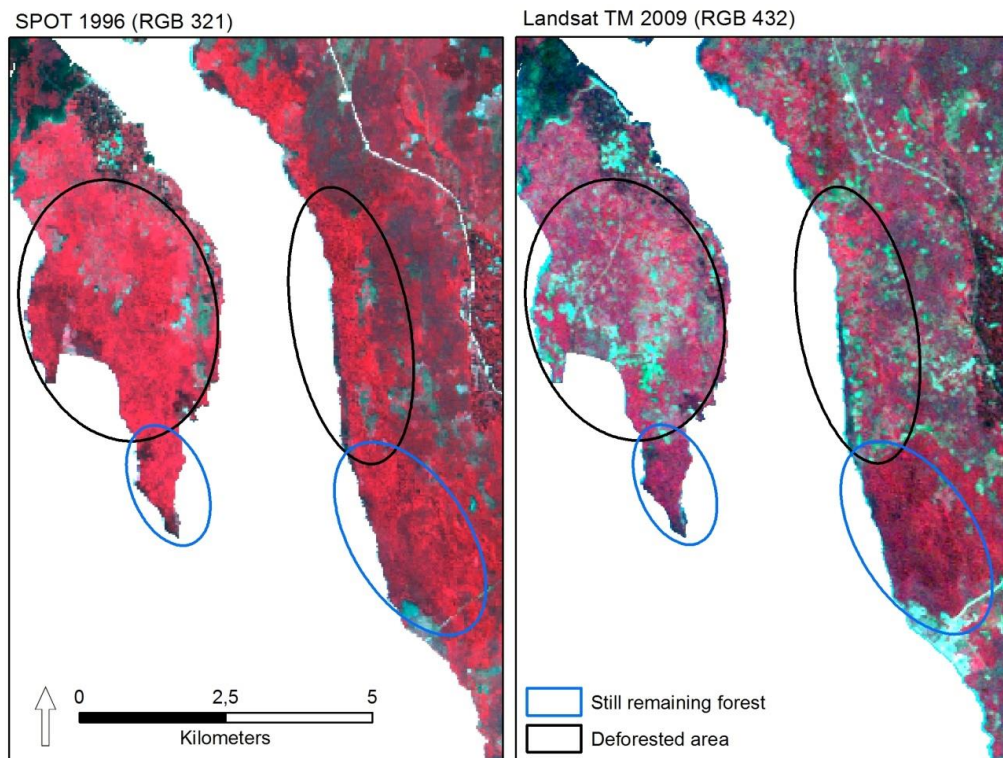 SPOT 1996 (RGB 321)
Landsat TM 2009 (RGB 432)
0 2,5 5
Kilometers
Still remaining forest
Deforested area